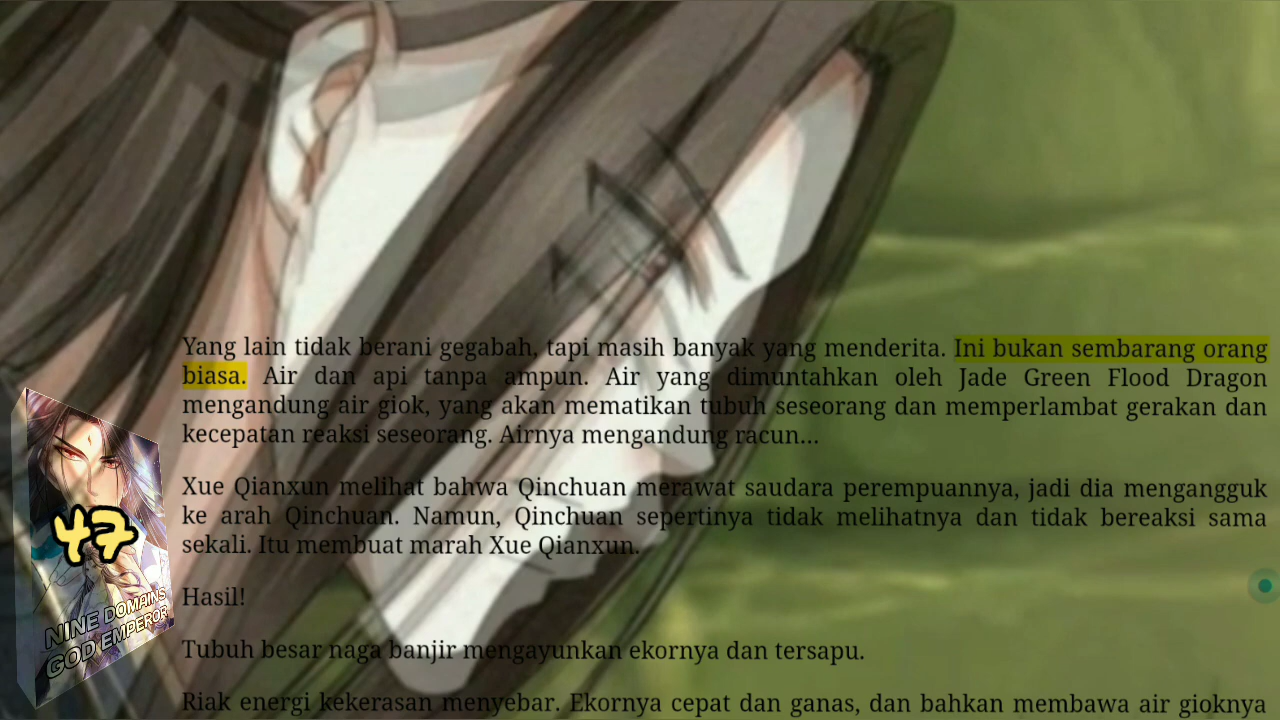 Yang lain tidak berani gegabah, tapi masih banyak yang menderita. Ini bukan sembarang orang
biasa. Air dan api tanpa ampun. Air yang dimuntahkan oleh Jade Green Flood Dragon
mengandung air giok, yang akan mematikan tubuh seseorang dan memperlambat gerakan dan
kecepatan reaksi seseorang. Airnya mengandung racun...
Xue Qianxun melihat bahwa Qinchuan merawat saudara perempuannya, jadi dia mengangguk
ke arah Qinchuan. Namun, Qinchuan sepertinya tidak melihatnya dan tidak bereaksi sama
sekali. Itu membuat marah Xue Qianxun.
Hasil!
Tubuh besar naga banjir mengayunkan ekornya dan tersapu.
Riak energi kekerasan menyebar. Ekornya cepat dan ganas, dan bahkan membawa air gioknya
47
NINE DOMAINS
GOD EMPEROR